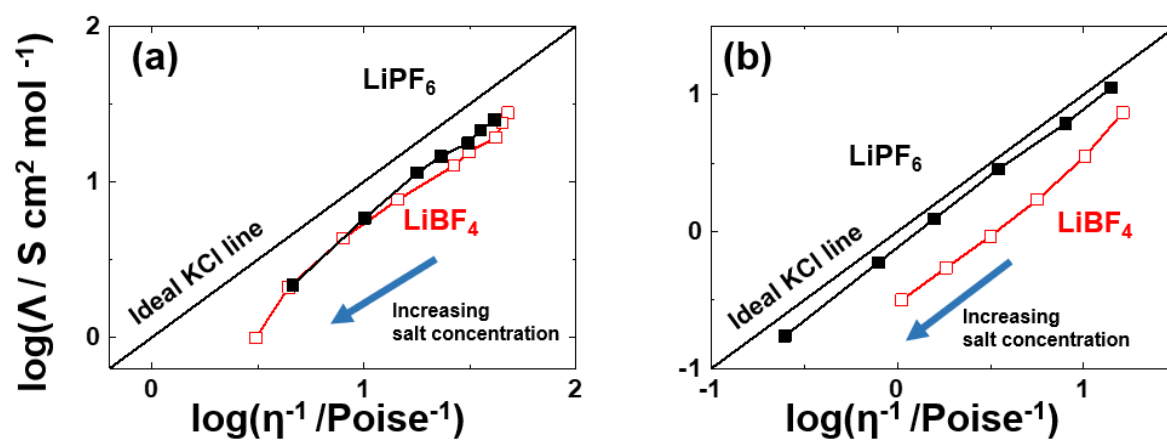 (a)
log(Λ / S cm² mol ⁻¹)
2
1
0
LiPF₆
LiBF₄
Ideal KCl line
Increasing
salt concentration
0
1
2
log(η⁻¹ /Poise⁻¹)
(b)
1
0
-1
LiPF₆
LiBF₄
Ideal KCl line
Increasing
salt concentration
-1
0
1
log(η⁻¹ /Poise⁻¹)